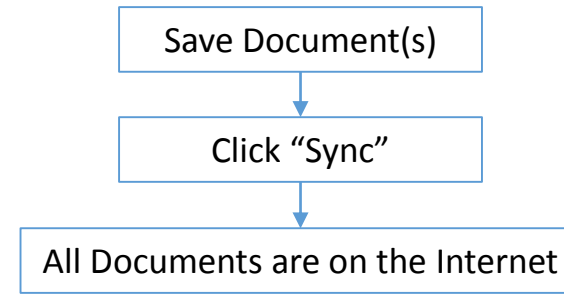 Save Document(s)
Click “Sync”
All Documents are on the Internet